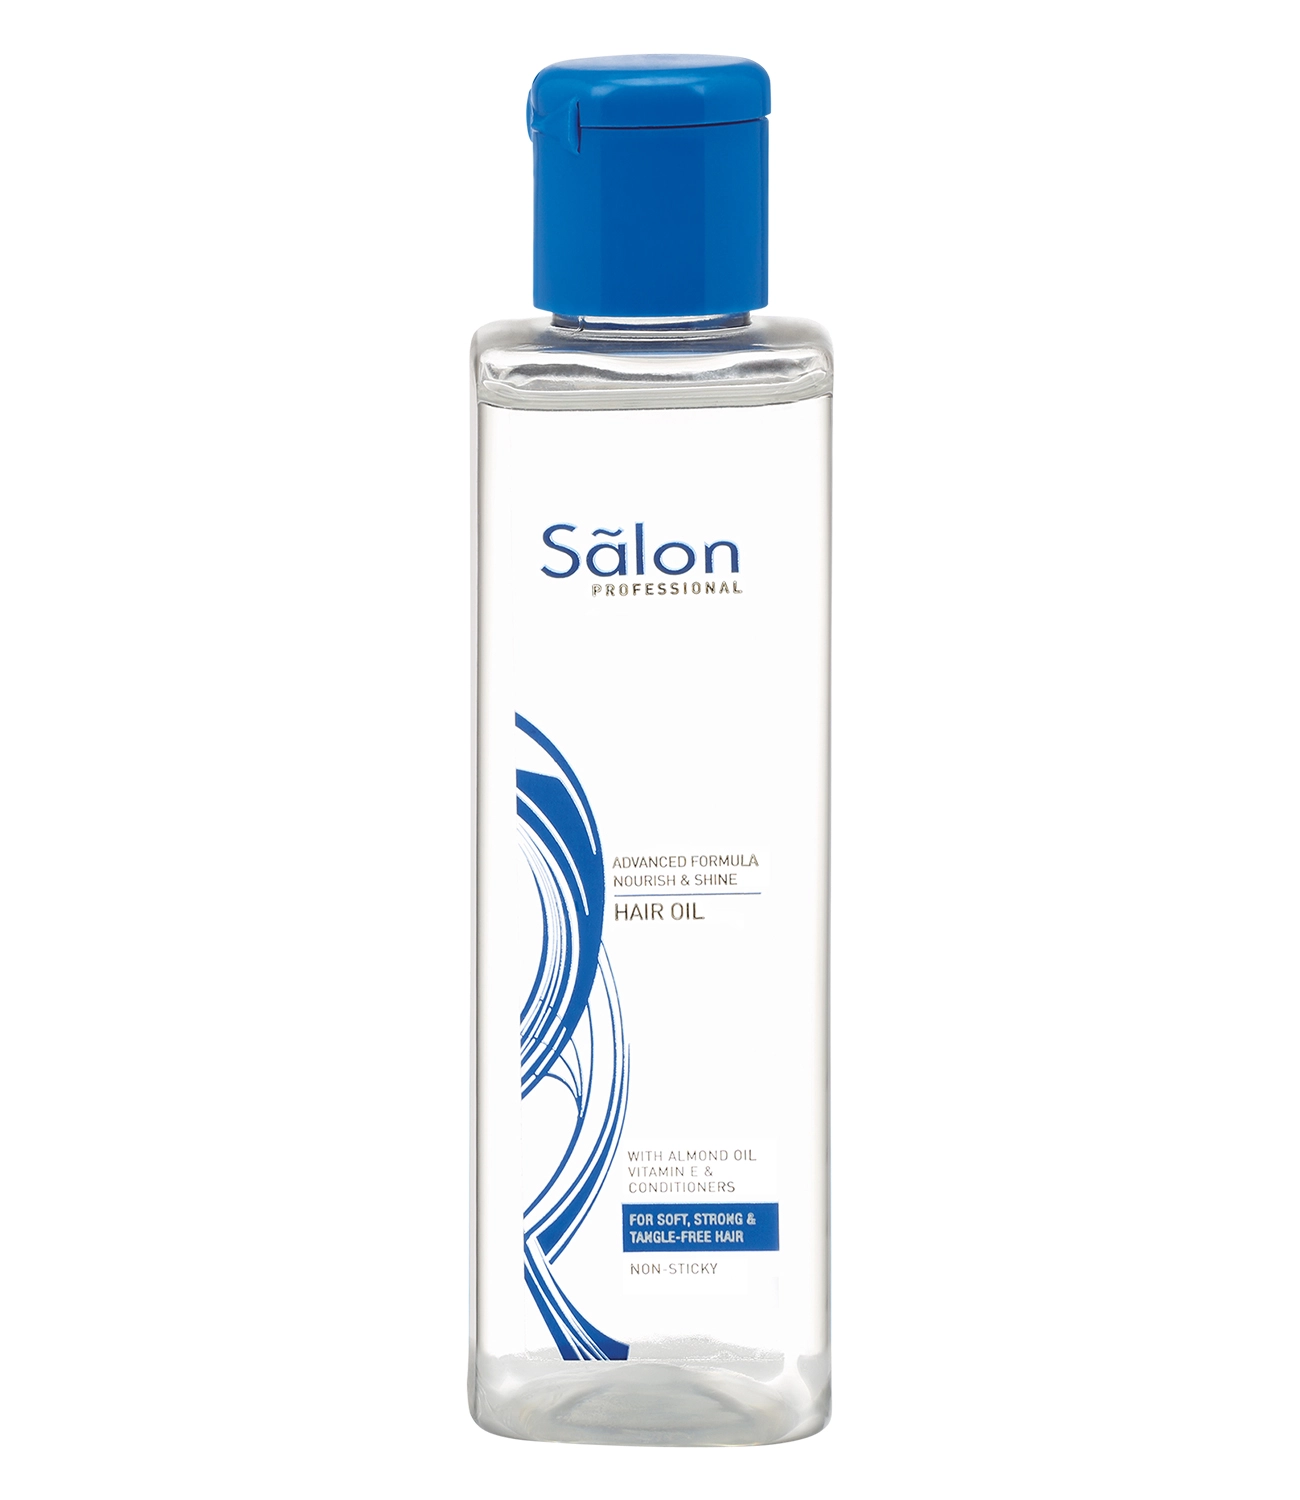 Sãlon
PROFESSIONAL
ADVANCED FORMULA
NOURISH & SHINE
HAIR OIL
WITH ALMOND OIL
VITAMIN E &
CONDITIONERS
FOR SOFT, STRONG &
TANGLE-FREE HAIR
NON-STICKY